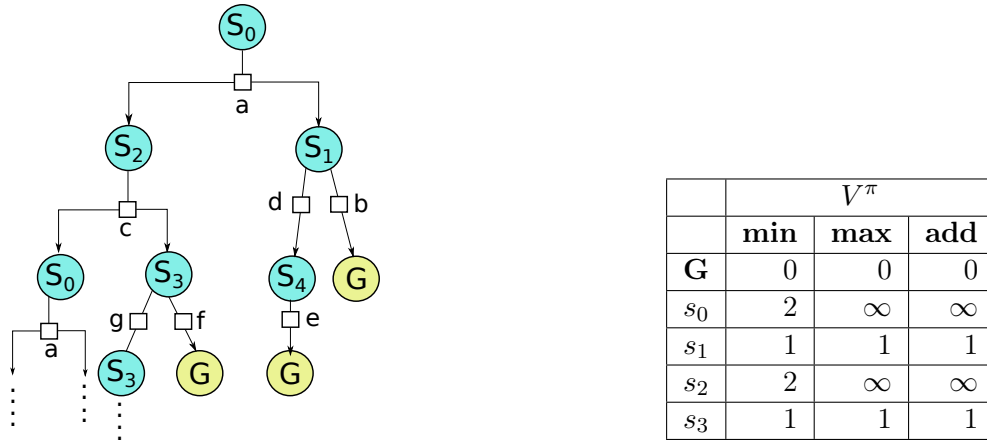 S0
a
S2
S1
d
b
c
S0
S3
S4
G
g
f
e
a
S3
G
G
Vπ
min max add
G 0 0 0
s0 2 ∞ ∞
s1 1 1 1
s2 2 ∞ ∞
s3 1 1 1